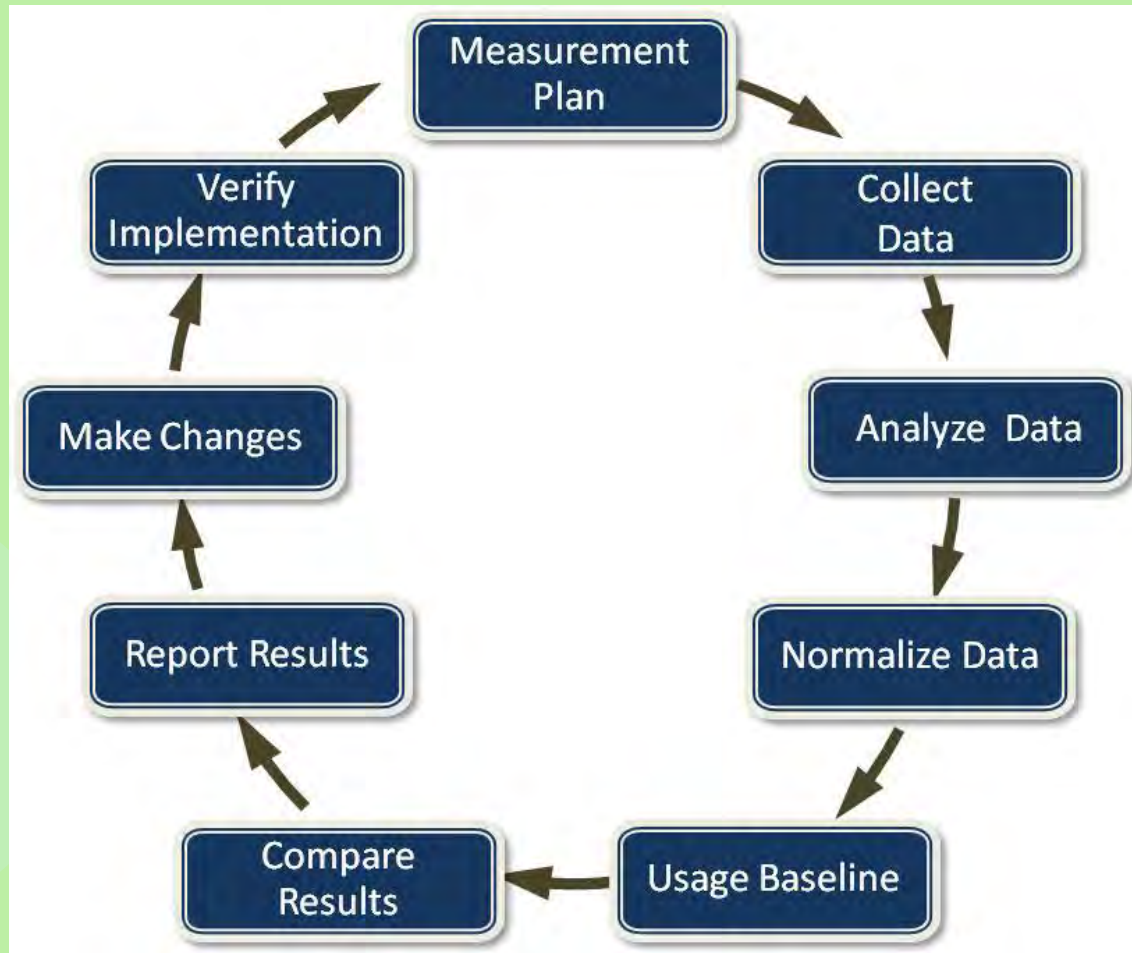 Measurement
Plan
Collect
Data
Analyze Data
Normalize Data
Usage Baseline
Compare
Results
Report Results
Make Changes
Verify
Implementation